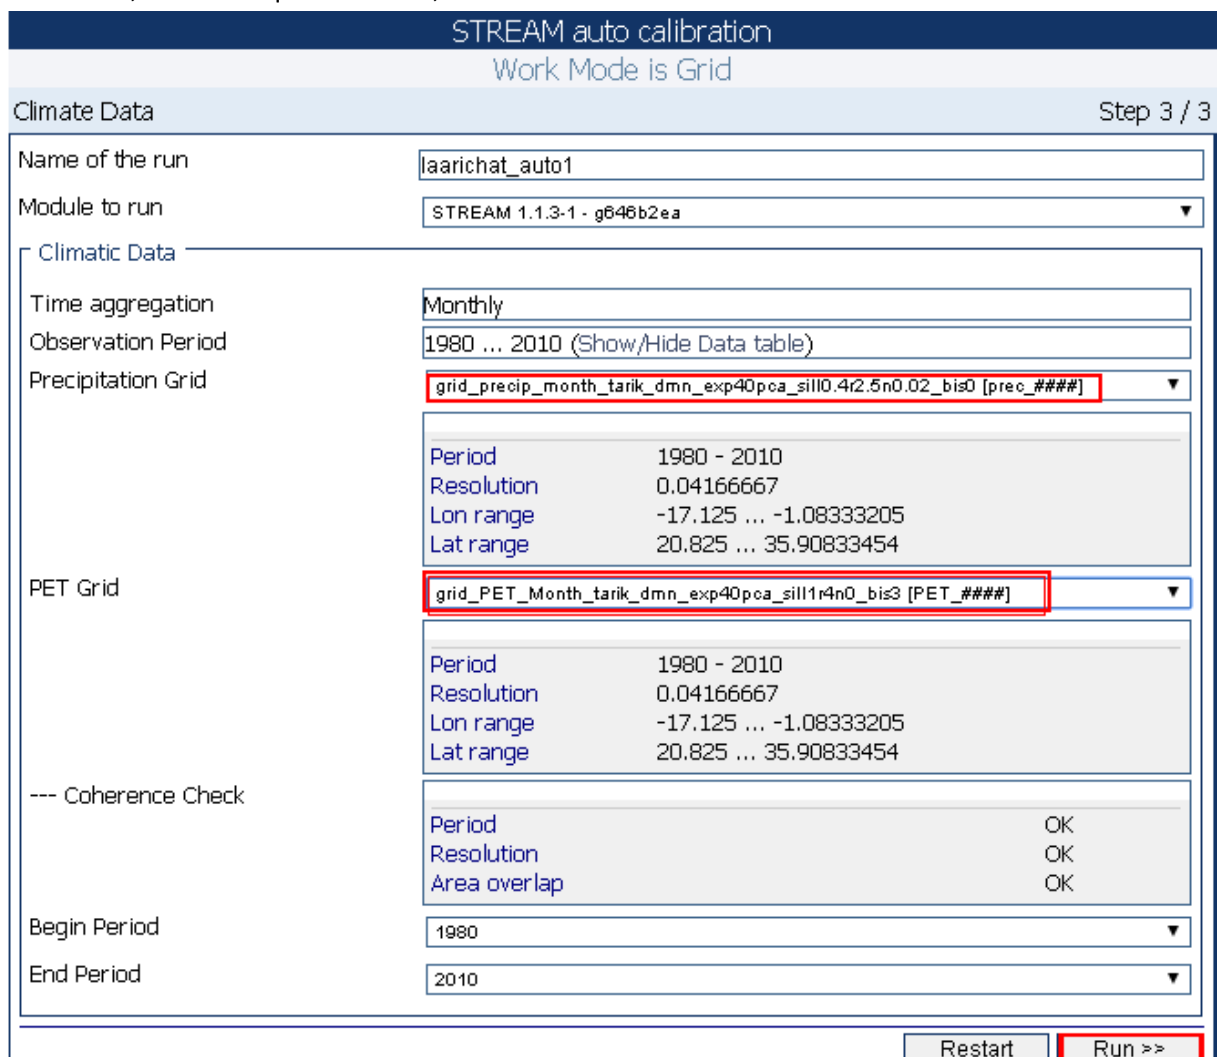 STREAM auto calibration
Work Mode is Grid
Climate Data Step 3 / 3
Name of the run laarichat_auto1
Module to run STREAM 1.1.3-1 - g646b2ea ▼
Climatic Data
Time aggregation Monthly
Observation Period 1980 ... 2010 (Show/Hide Data table)
Precipitation Grid grid_precip_month_tarik_dmn_exp40pca_sill0.4r2.5n0.02_bis0 [prec_####] ▼
Period 1980 - 2010
Resolution 0.04166667
Lon range -17.125 ... -1.08333205
Lat range 20.825 ... 35.90833454
PET Grid grid_PET_Month_tarik_dmn_exp40pca_sill1r4n0_bis3 [PET_####] ▼
Period 1980 - 2010
Resolution 0.04166667
Lon range -17.125 ... -1.08333205
Lat range 20.825 ... 35.90833454
--- Coherence Check
Period OK
Resolution OK
Area overlap OK
Begin Period 1980 ▼
End Period 2010 ▼
Restart Run >>